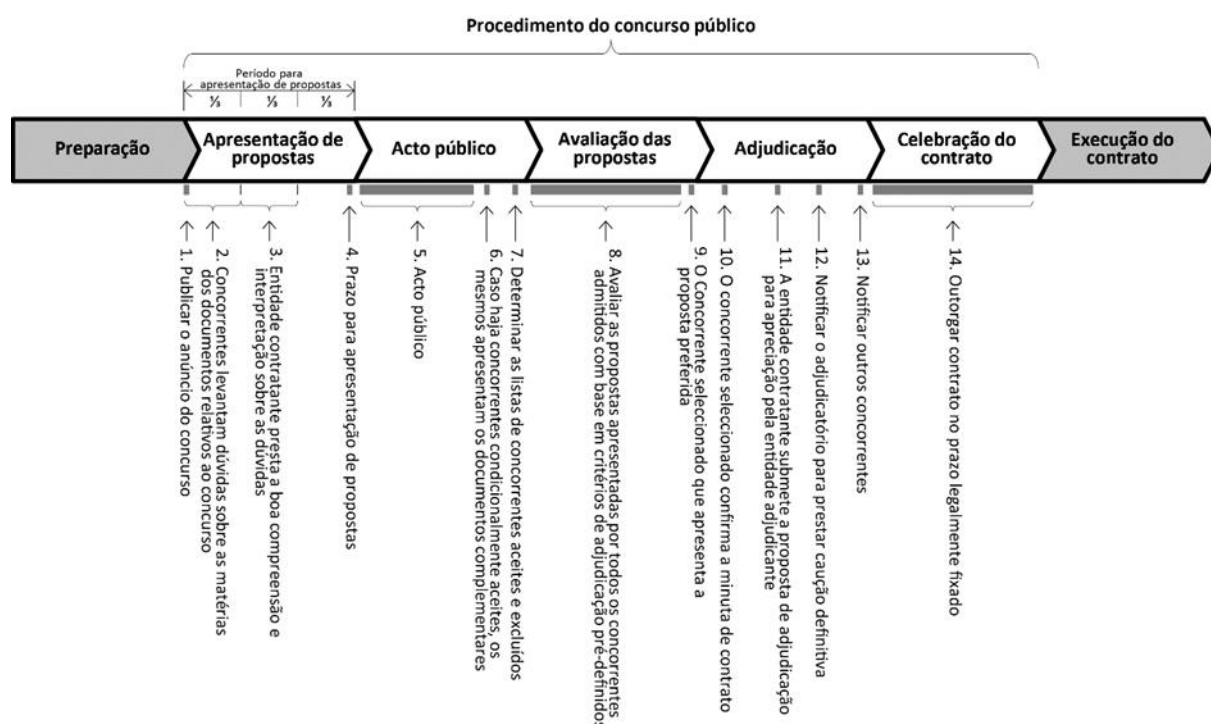 Procedimento do concurso público
Período para
apresentação de propostas
⅓ ⅓ ⅓
Preparação
Apresentação de
propostas
Acto público
Avaliação das
propostas
Adjudicação
Celebração do
contrato
Execução do
contrato
1. Publicar o anúncio do concurso
2. Concorrentes levantam dúvidas sobre as matérias
dos documentos relativos ao concurso
3. Entidade contratante presta a boa compreensão e
interpretação sobre as dúvidas
4. Prazo para apresentação de propostas
5. Acto público
6. Caso haja concorrentes condicionalmente aceites, os
mesmos apresentam os documentos complementares
7. Determinar as listas de concorrentes aceites e excluídos
8. Avaliar as propostas apresentadas por todos os concorrentes
admitidos com base em critérios de adjudicação pré-definidos
9. O Concorrente seleccionado que apresenta a
proposta preferida
10. O concorrente seleccionado confirma a minuta de contrato
11. A entidade contratante submete a proposta de adjudicação
para apreciação pela entidade adjudicante
12. Notificar o adjudicatório para prestar caução definitiva
13. Notificar outros concorrentes
14. Outorgar contrato no prazo legalmente fixado